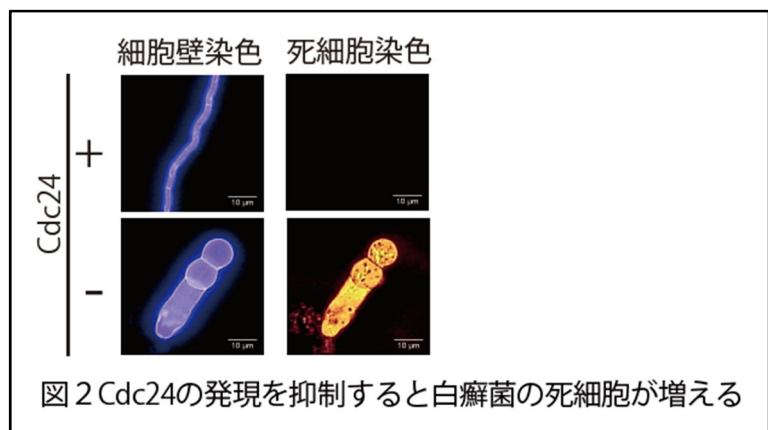 細胞壁染色 死細胞染色
Cdc24
+
10 μm 10 μm
-
10 μm 10 μm
図2 Cdc24の発現を抑制すると白癬菌の死細胞が増える